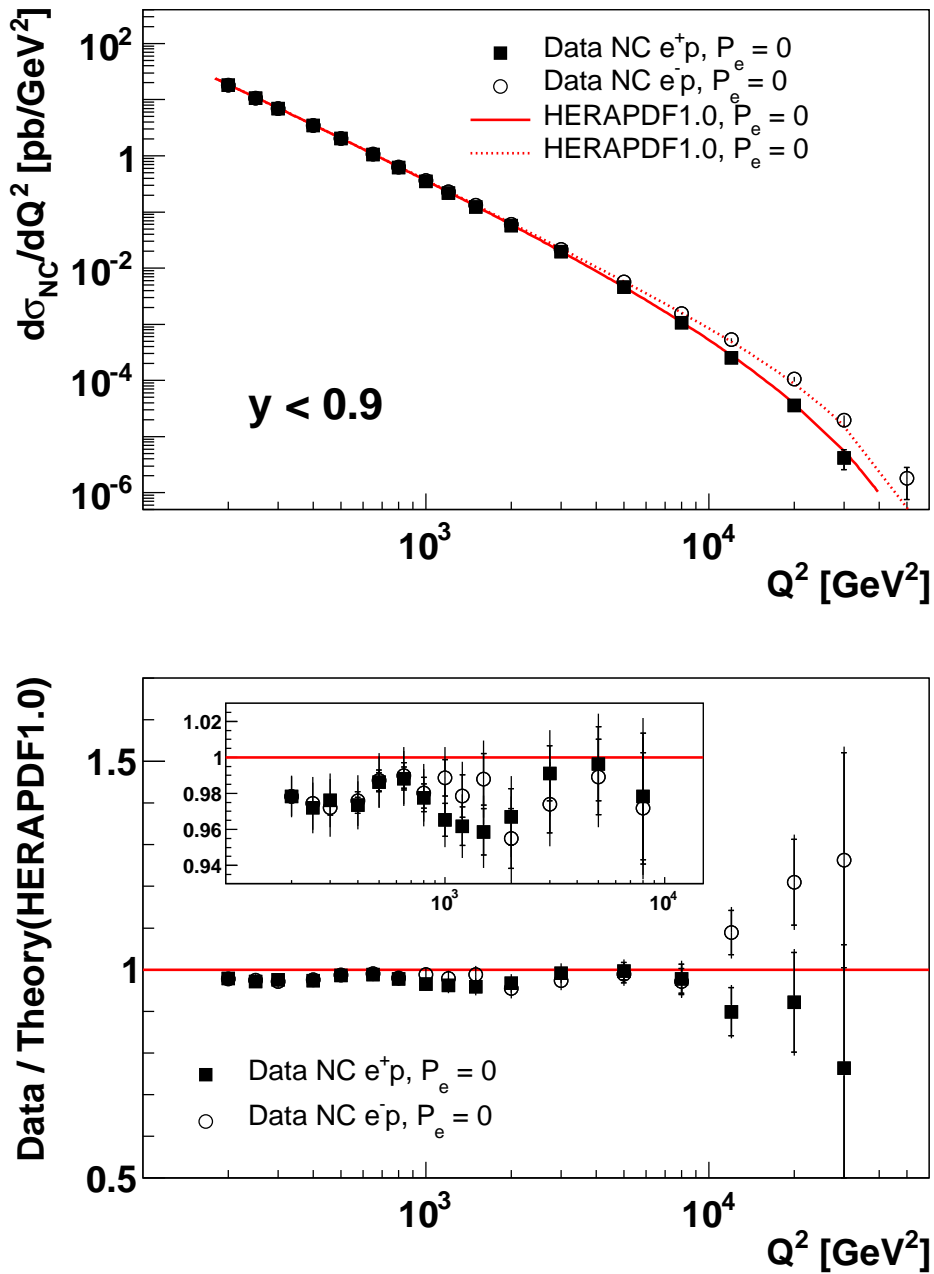 dσ_NC/dQ² [pb/GeV²]
10²
1
10⁻²
10⁻⁴
10⁻⁶
Data NC e⁺p, P_e = 0
Data NC e⁻p, P_e = 0
HERAPDF1.0, P_e = 0
HERAPDF1.0, P_e = 0
y < 0.9
10³ 10⁴
Q² [GeV²]
Data / Theory(HERAPDF1.0)
1.5
1
0.5
1.02
1
0.98
0.96
0.94
10³ 10⁴
Data NC e⁺p, P_e = 0
Data NC e⁻p, P_e = 0
10³ 10⁴
Q² [GeV²]